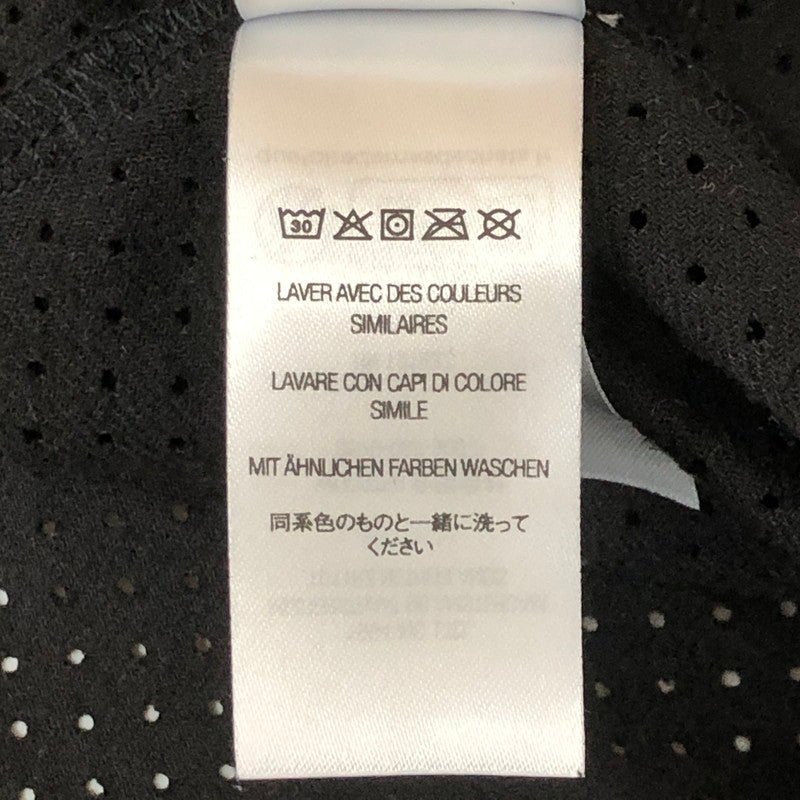 30
LAVER AVEC DES COULEURS
SIMILAIRES
LAVARE CON CAPI DI COLORE
SIMILE
MIT ÄHNLICHEN FARBEN WASCHEN
同系色のものと一緒に洗って
ください